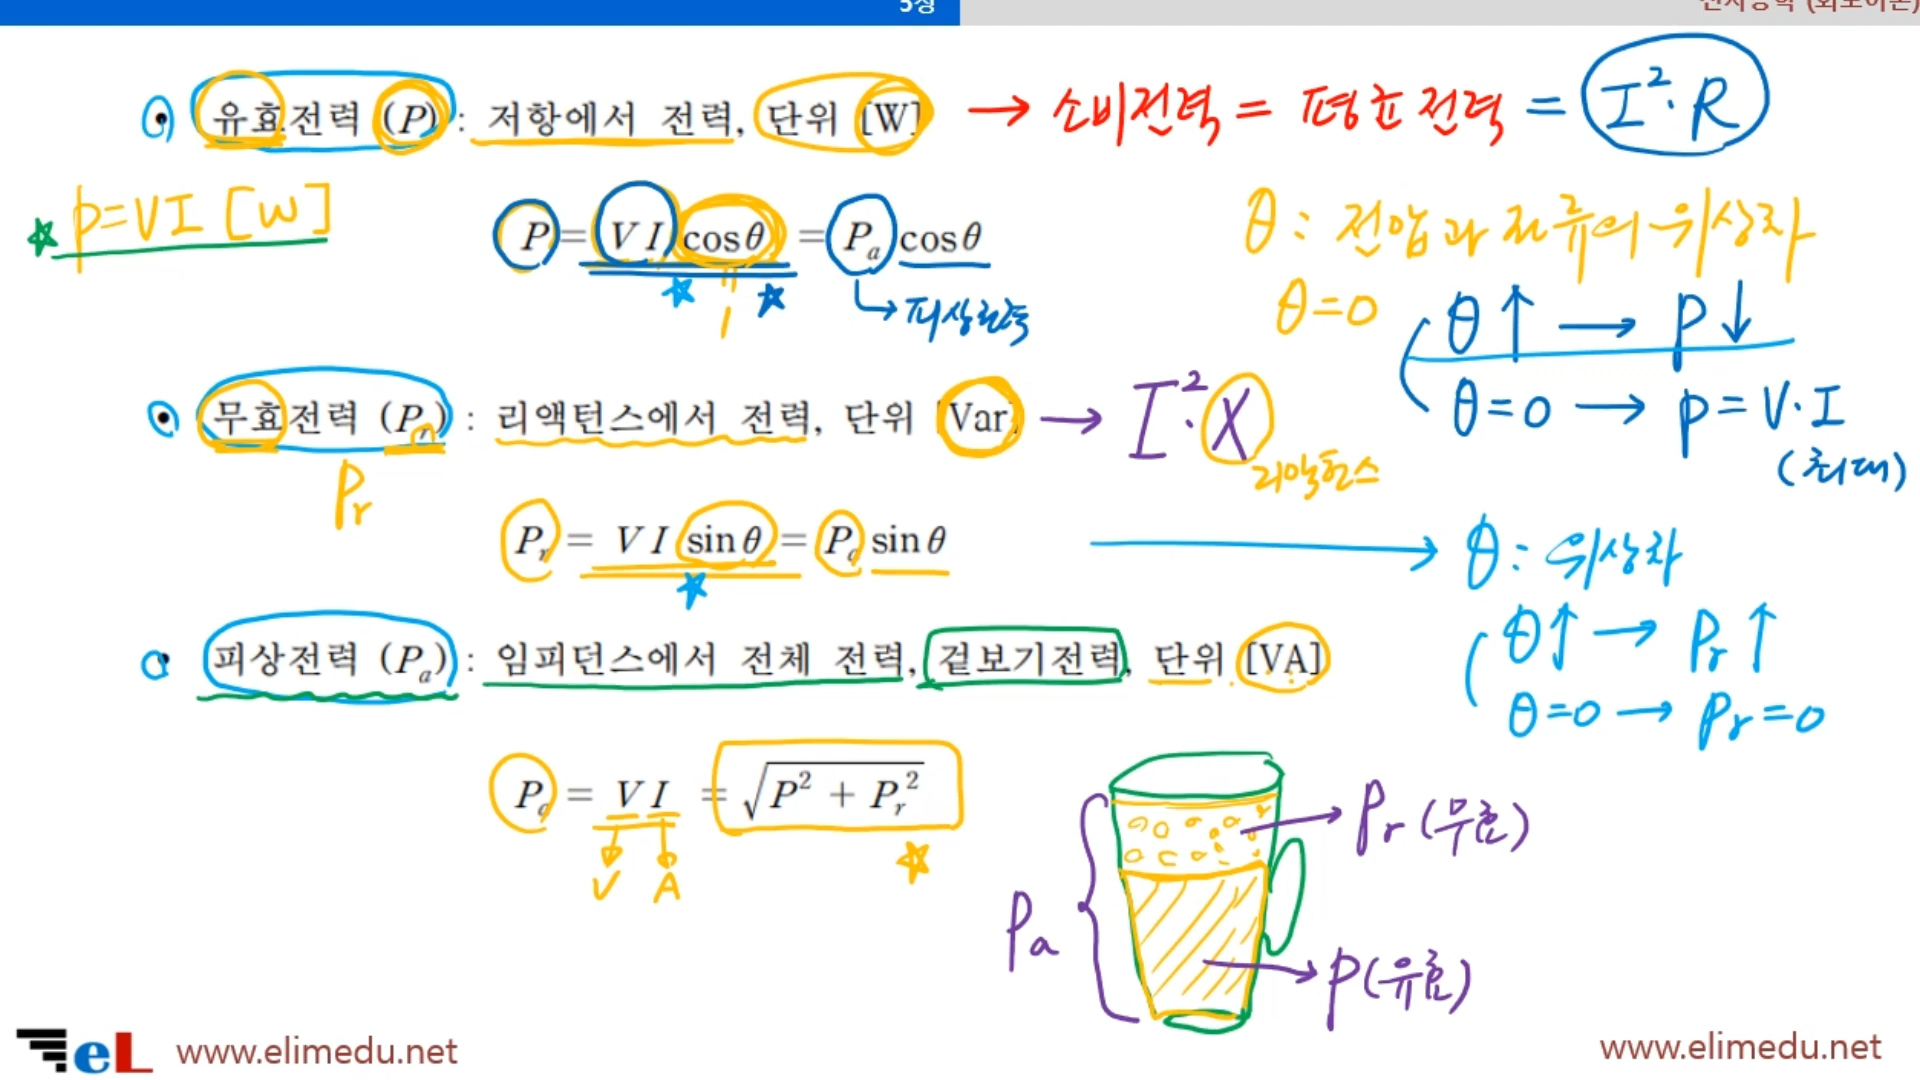 5장
전자공학 (회로이론)
유효전력 (P) : 저항에서 전력, 단위 [W] → 소비전력 = 평균전력 = I²·R
P=VI [W]
P = V I cosθ = Pₐ cosθ
피상전력
θ : 전압과 전류의 위상차
θ=0
θ↑ → P↓
θ=0 → P=V·I
(최대)
무효전력 (Pᵣ) : 리액턴스에서 전력, 단위 [Var] → I²·X
리액턴스
Pr
Pᵣ = V I sinθ = Pₐ sinθ → θ : 위상차
θ↑ → Pr↑
θ=0 → Pr=0
피상전력 (Pₐ) : 임피던스에서 전체 전력, 겉보기전력, 단위 [VA]
Pₐ = V I = √P² + Pᵣ²
V A
Pa
Pr (무효)
P(유효)
eL www.elimedu.net
www.elimedu.net